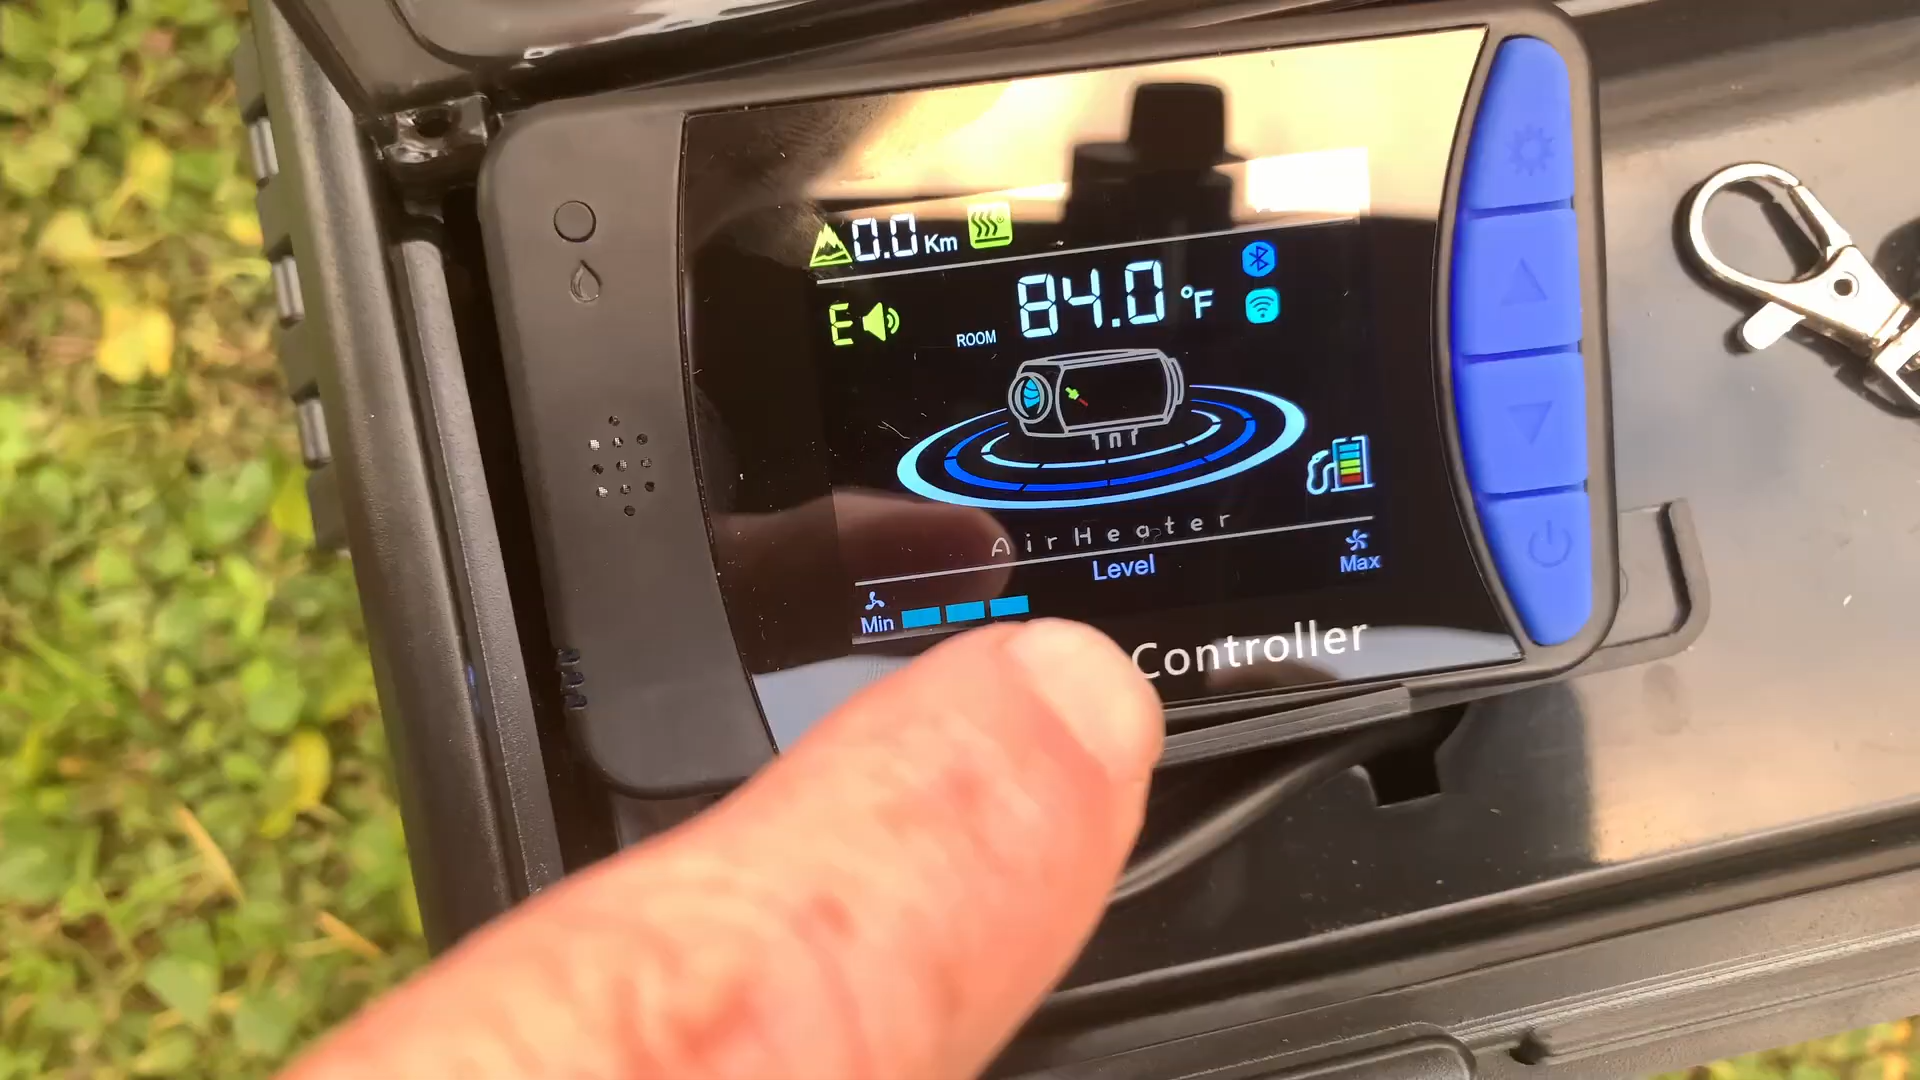 0.0 Km
E
ROOM 84.0 °F
AirHeater
Level
Min
Max
Controller